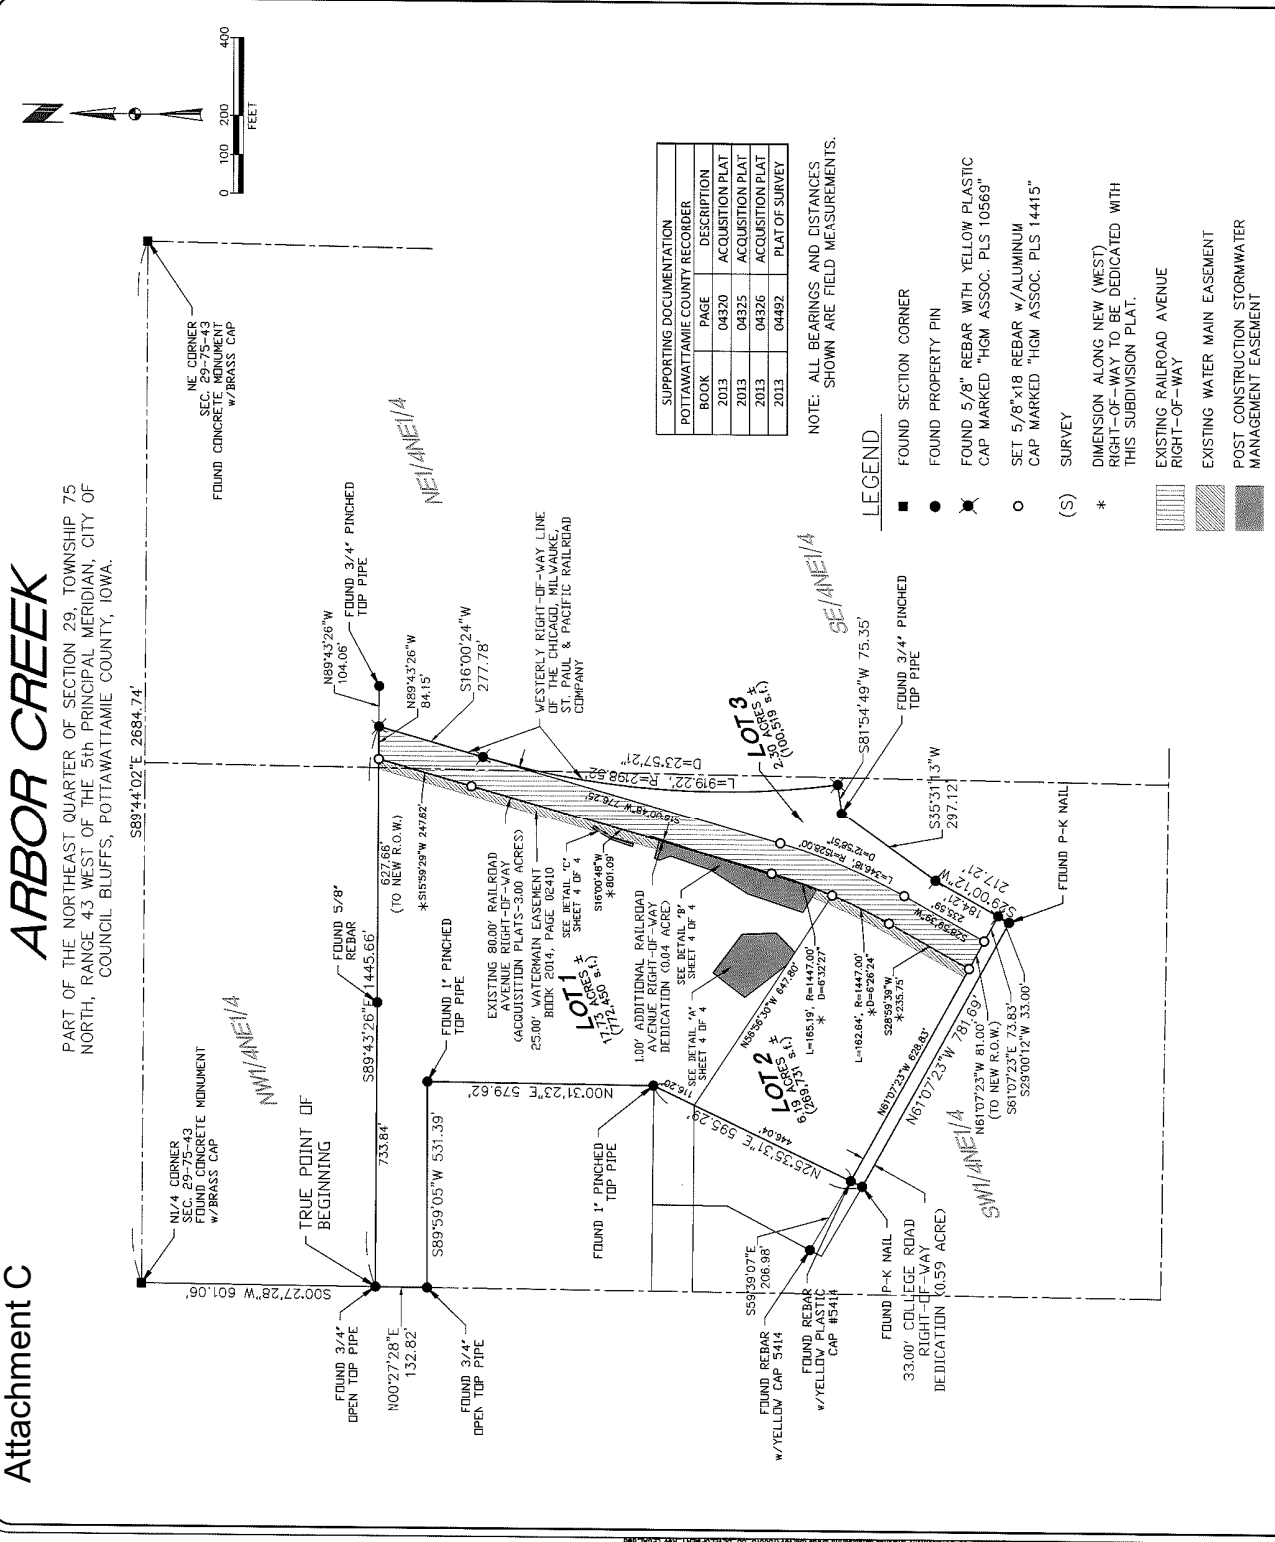 Attachment C
ARBOR CREEK
PART OF THE NORTHEAST QUARTER OF SECTION 29, TOWNSHIP 75
NORTH, RANGE 43 WEST OF THE 5th PRINCIPAL MERIDIAN, CITY OF
COUNCIL BLUFFS, POTTAWATTAMIE COUNTY, IOWA.
N
0 100 200 400
FEET
N1/4 CORNER
SEC. 29-75-43
FOUND CONCRETE MONUMENT
w/BRASS CAP
S89°44'02"E 2684.74'
NE CORNER
SEC. 29-75-43
FOUND CONCRETE MONUMENT
w/BRASS CAP
NW1/4NE1/4
NE1/4NE1/4
S00°27'28"W 601.06'
TRUE POINT OF
BEGINNING
FOUND 3/4"
OPEN TOP PIPE
N00°27'28"E
132.82'
FOUND 3/4"
OPEN TOP PIPE
733.84'
S89°43'26"E 1445.66'
FOUND 5/8"
REBAR
627.66'
(TO NEW R.O.W.)
N89°43'26"W
104.06'
N89°43'26"W
84.15'
FOUND 3/4" PINCHED
TOP PIPE
S16°00'24"W
277.78'
WESTERLY RIGHT-OF-WAY LINE
OF THE CHICAGO, MILWAUKE,
ST. PAUL & PACIFIC RAILROAD
COMPANY
*S15°59'29"W 247.62'
S89°59'05"W 531.39'
FOUND 1" PINCHED
TOP PIPE
EXISTING 80.00' RAILROAD
AVENUE RIGHT-OF-WAY
(ACQUISITION PLATS-3.00 ACRES)
25.00' WATERMAIN EASEMENT
BOOK 2014, PAGE 02410
SEE DETAIL 'C'
SHEET 4 OF 4
LOT 1
17.73 ACRES ±
(772,450 s.f.)
S16°00'48"W
*801.09'
S16°00'48"W 776.25'
L=919.22', R=2198.52'
D=23°57'21"
N00°31'23"E 579.62'
1.00' ADDITIONAL RAILROAD
AVENUE RIGHT-OF-WAY
DEDICATION (0.04 ACRE)
SEE DETAIL 'B'
SHEET 4 OF 4
SEE DETAIL 'A'
SHEET 4 OF 4
FOUND 1" PINCHED
TOP PIPE
116.20'
N56°56'30"W 647.80'
LOT 2
6.19 ACRES ±
(269,731 s.f.)
LOT 3
2.30 ACRES ±
(100,519 s.f.)
SE/4NE1/4
N25°35'31"E 595.29'
446.04'
L=165.19', R=1447.00'
* D=6°32'27"
L=162.64', R=1447.00'
*D=6°26'24"
S28°59'39"W
*235.75'
L=346.16', R=1528.00'
D=12°58'51"
S81°54'49"W 75.35'
FOUND 3/4" PINCHED
TOP PIPE
S35°31'13"W
297.12'
S28°59'39"W
235.59'
184.21'
S29°00'12"W
217.21'
FOUND P-K NAIL
N61°07'23"W 628.83'
N61°07'23"W 781.69'
N61°07'23"W 81.00'
(TO NEW R.O.W.)
S61°07'23"E 73.83'
S29°00'12"W 33.00'
SW1/4NE1/4
S59°39'07"E
206.98'
FOUND REBAR
w/YELLOW CAP 5414
FOUND REBAR
w/YELLOW PLASTIC
CAP #5414
FOUND P-K NAIL
33.00' COLLEGE ROAD
RIGHT-OF-WAY
DEDICATION (0.59 ACRE)
SUPPORTING DOCUMENTATION
POTTAWATTAMIE COUNTY RECORDER
BOOK PAGE DESCRIPTION
2013 04320 ACQUISITION PLAT
2013 04325 ACQUISITION PLAT
2013 04326 ACQUISITION PLAT
2013 04492 PLAT OF SURVEY
NOTE: ALL BEARINGS AND DISTANCES
SHOWN ARE FIELD MEASUREMENTS.
LEGEND
FOUND SECTION CORNER
FOUND PROPERTY PIN
FOUND 5/8" REBAR WITH YELLOW PLASTIC
CAP MARKED "HGM ASSOC. PLS 10569"
SET 5/8"x18 REBAR w/ALUMINUM
CAP MARKED "HGM ASSOC. PLS 14415"
(S) SURVEY
* DIMENSION ALONG NEW (WEST)
RIGHT-OF-WAY TO BE DEDICATED WITH
THIS SUBDIVISION PLAT.
EXISTING RAILROAD AVENUE
RIGHT-OF-WAY
EXISTING WATER MAIN EASEMENT
POST CONSTRUCTION STORMWATER
MANAGEMENT EASEMENT